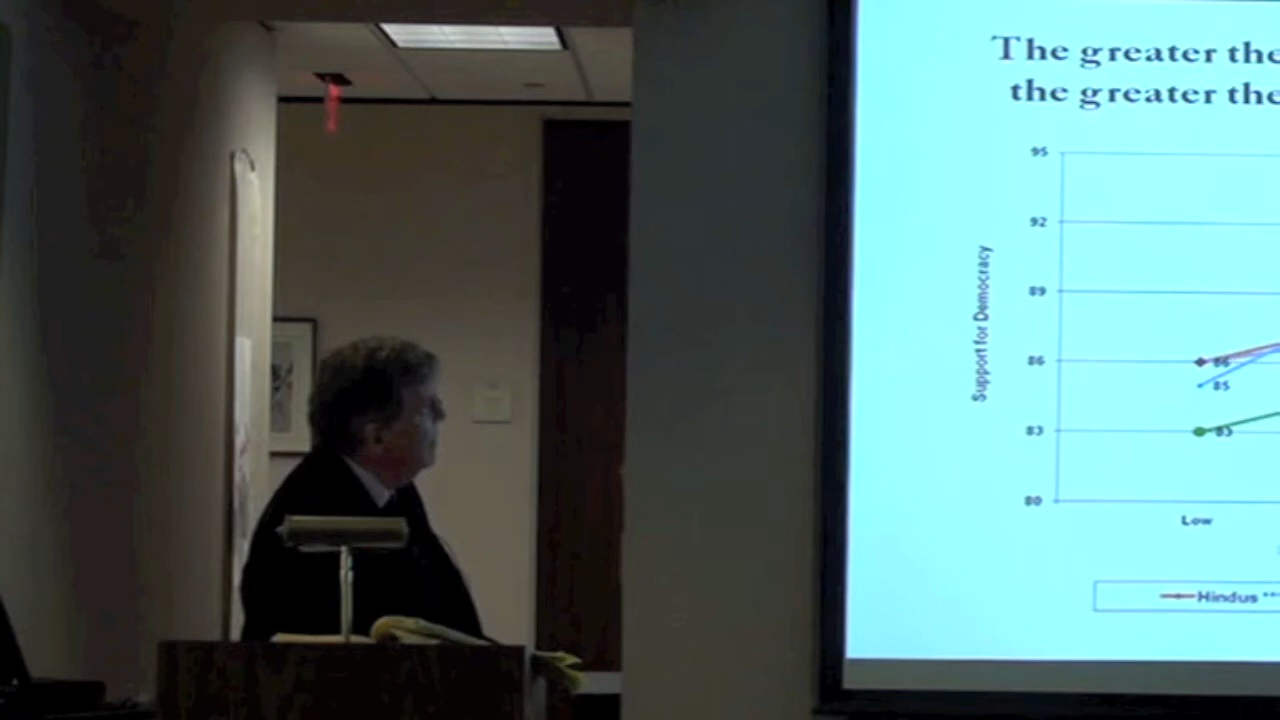 The greater the
the greater the
95
92
89
86
83
80
Support for Democracy
86
85
83
Low
Hindus ***